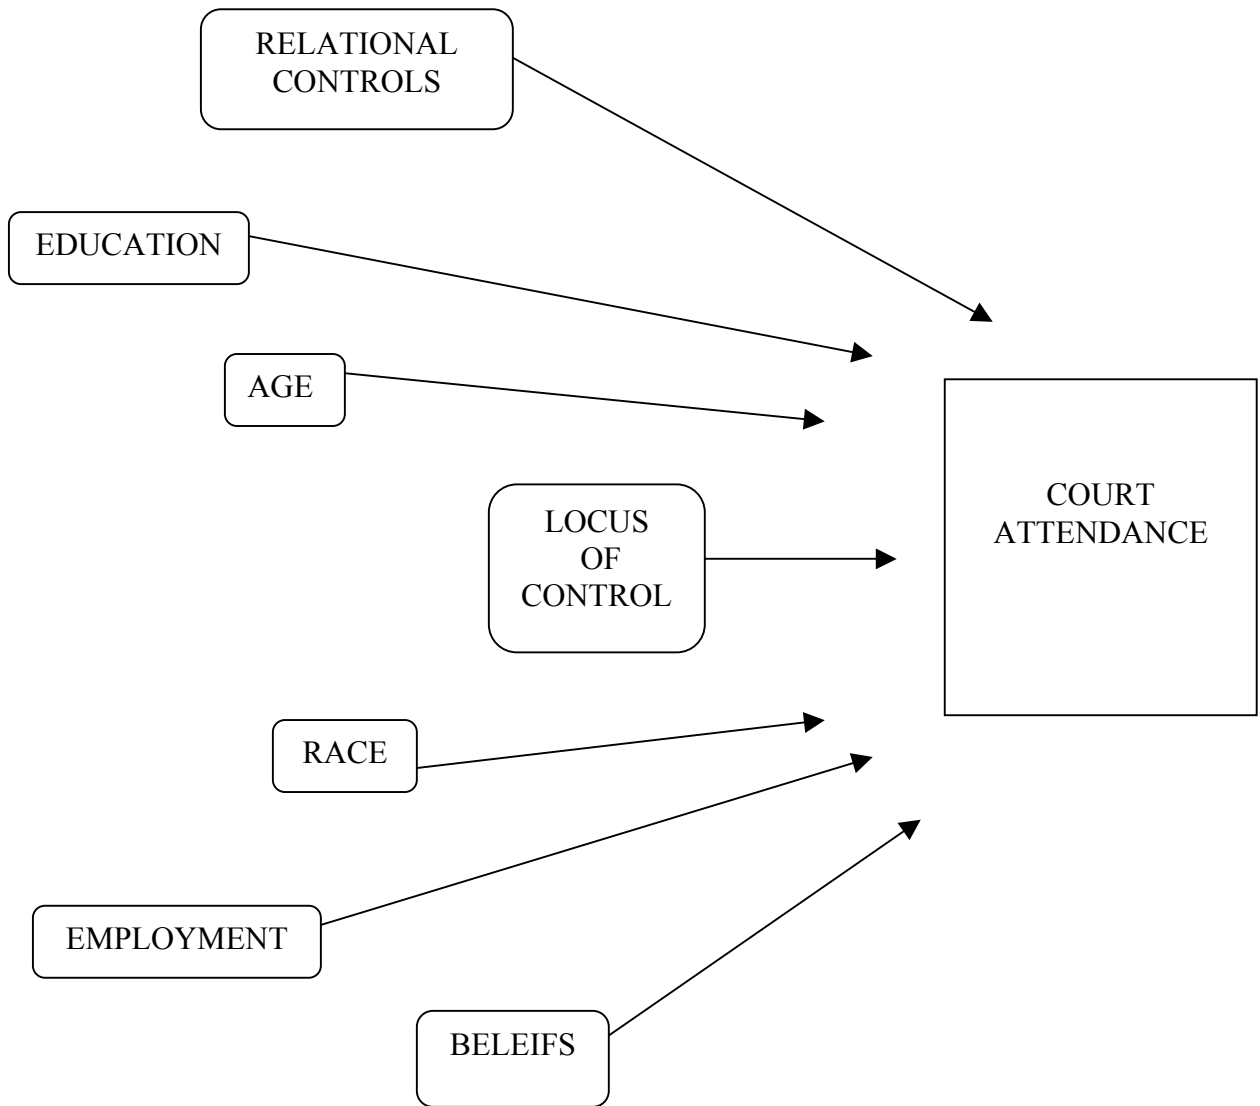 RELATIONAL
CONTROLS
EDUCATION
AGE
LOCUS
OF
CONTROL
COURT
ATTENDANCE
RACE
EMPLOYMENT
BELEIFS